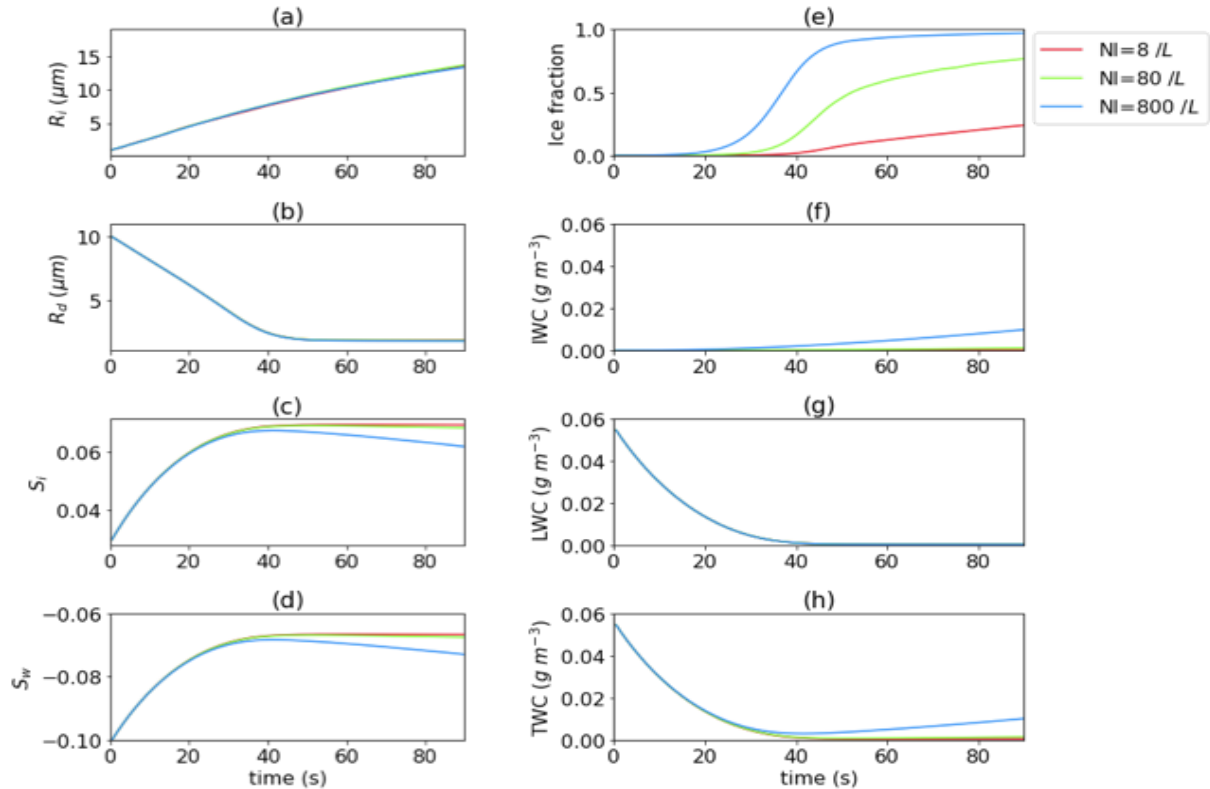 (a)
15
10
5
R_i (μm)
0 20 40 60 80
(b)
10
5
R_d (μm)
0 20 40 60 80
(c)
0.06
0.04
S_i
0 20 40 60 80
(d)
−0.06
−0.08
−0.10
S_w
0 20 40 60 80
time (s)
(e)
1.0
0.5
0.0
Ice fraction
0 20 40 60 80
NI=8 /L
NI=80 /L
NI=800 /L
(f)
0.06
0.04
0.02
0.00
IWC (g m⁻³)
0 20 40 60 80
(g)
0.06
0.04
0.02
0.00
LWC (g m⁻³)
0 20 40 60 80
(h)
0.06
0.04
0.02
0.00
TWC (g m⁻³)
0 20 40 60 80
time (s)